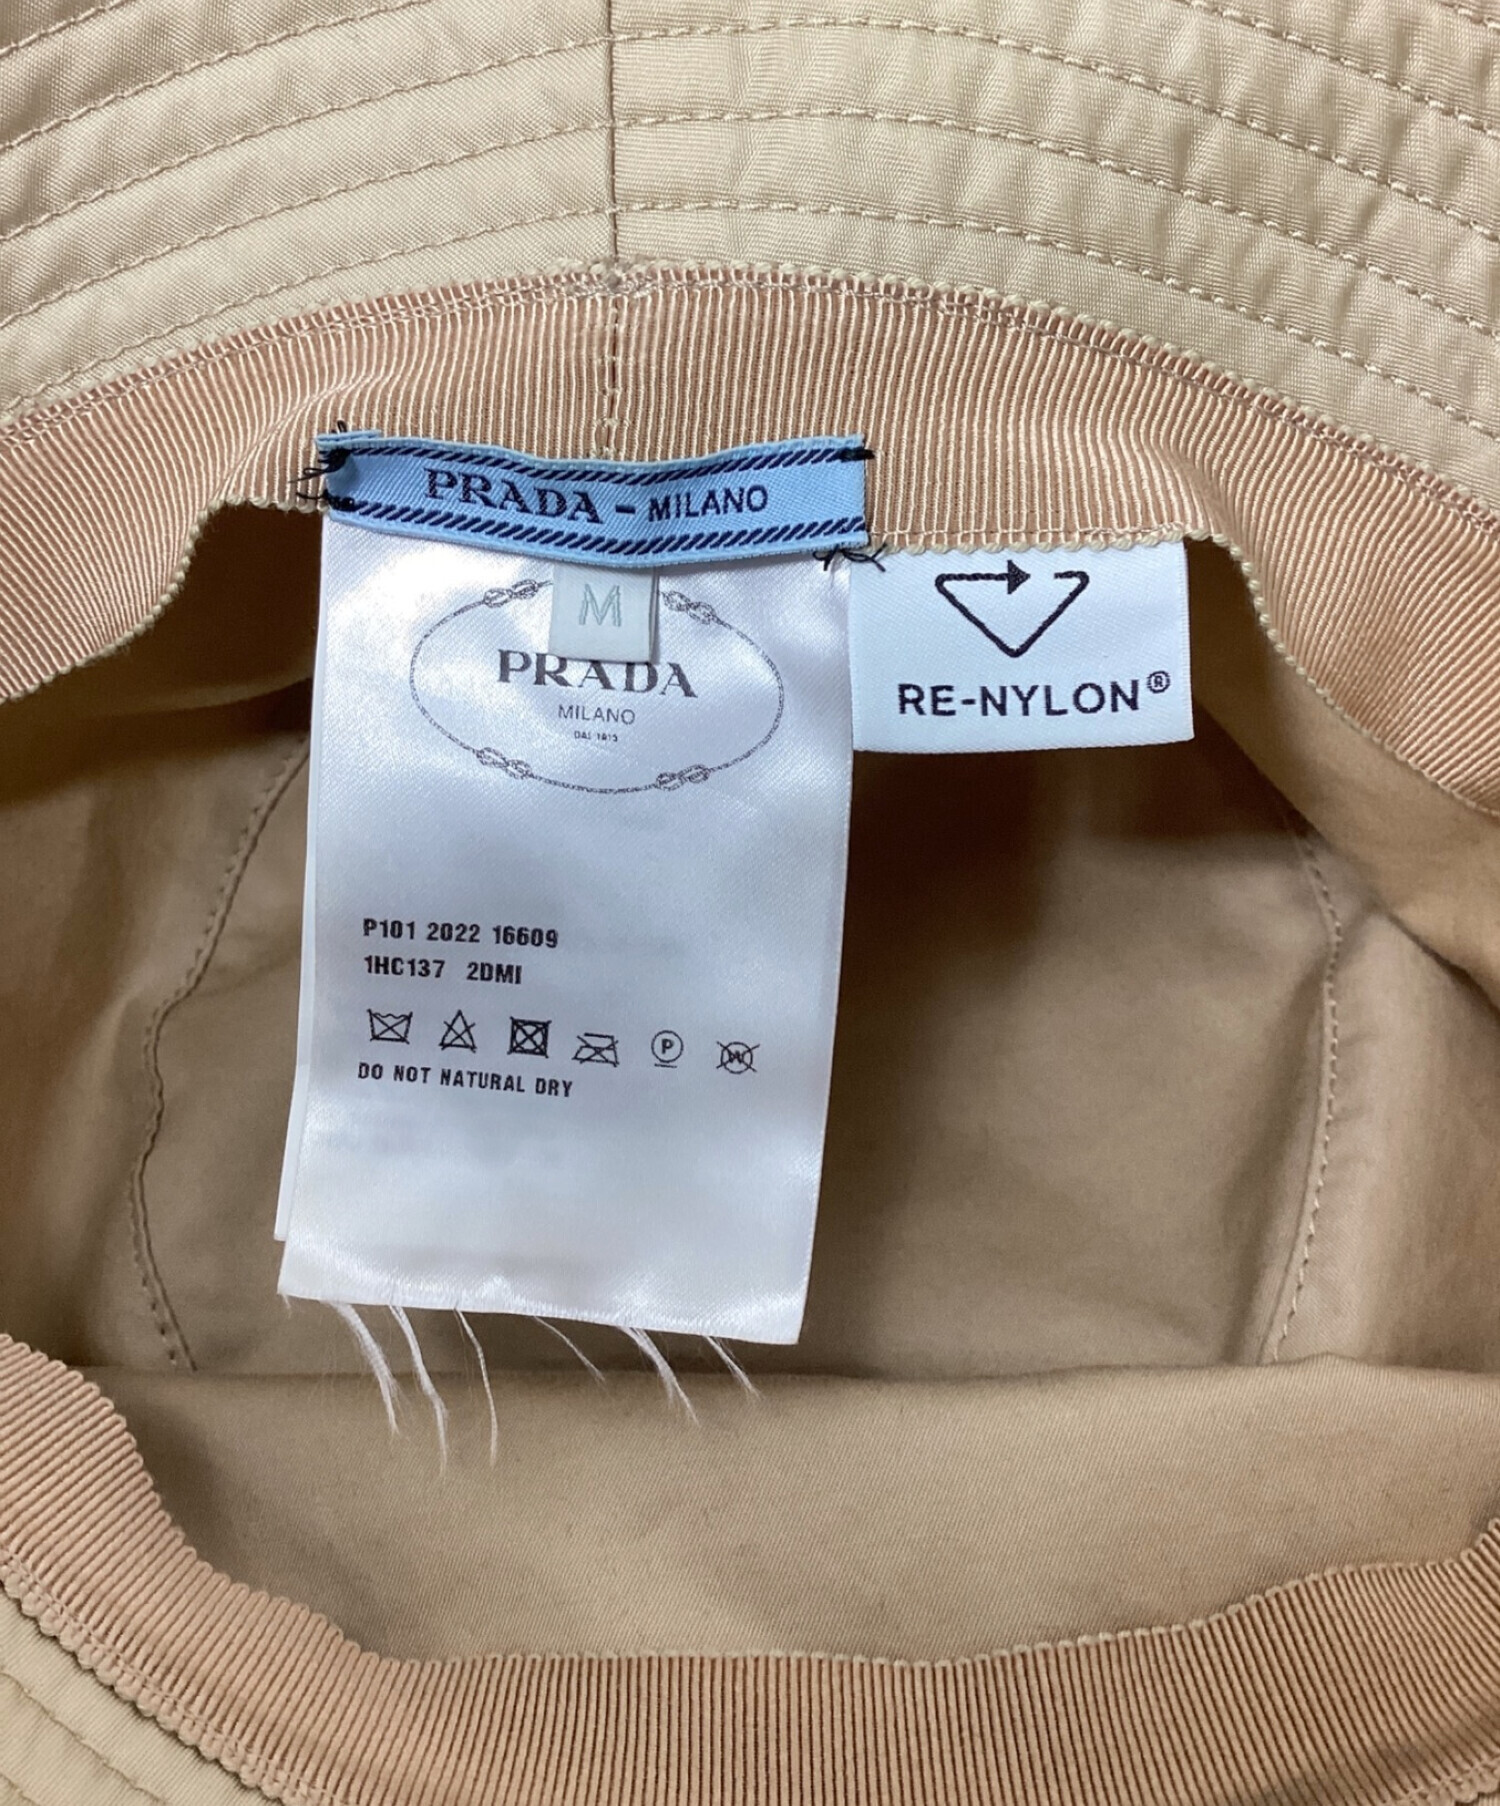 PRADA - MILANO
M
PRADA
MILANO
DAL 1913
RE-NYLON®
P101 2022 16609
1HC137 2DMI
P
W
DO NOT NATURAL DRY